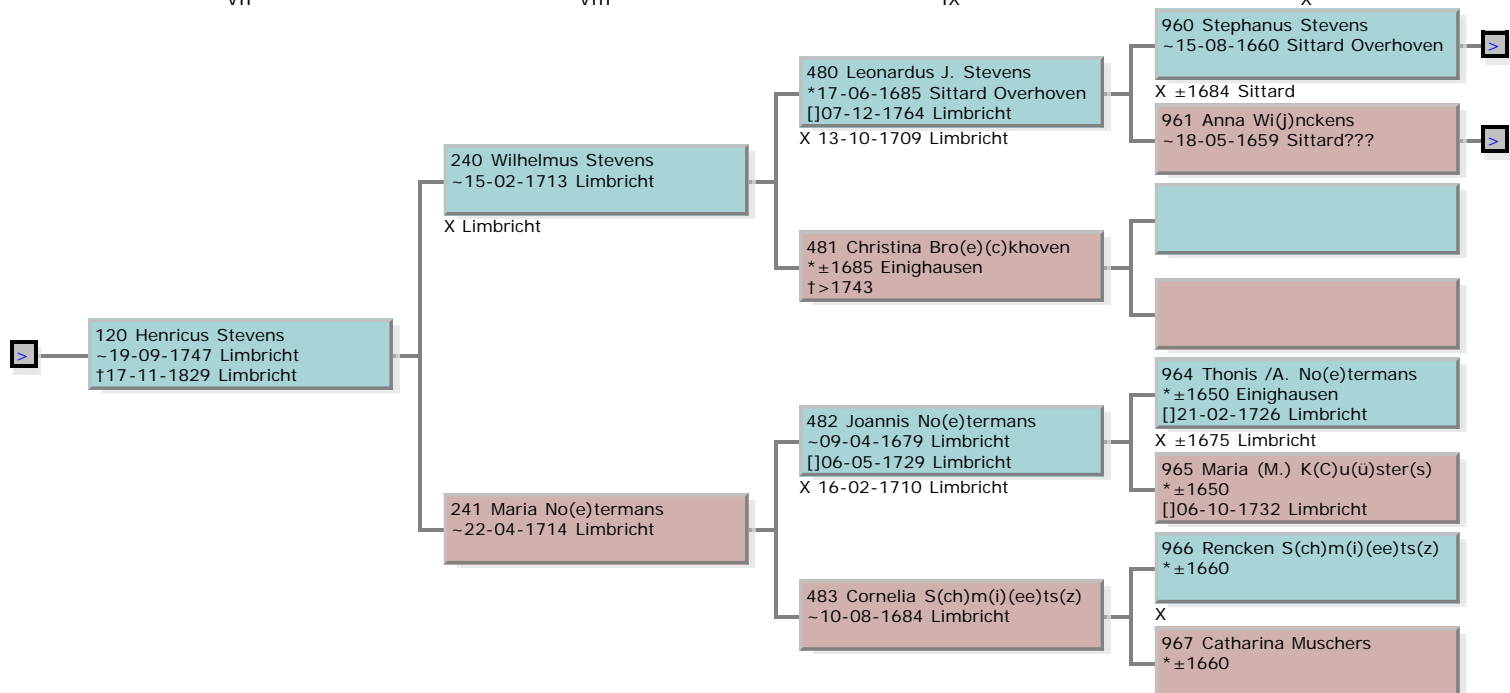 VII
VIII
IX
X
960 Stephanus Stevens
~15-08-1660 Sittard Overhoven
>
X ±1684 Sittard
961 Anna Wi(j)nckens
~18-05-1659 Sittard???
>
480 Leonardus J. Stevens
*17-06-1685 Sittard Overhoven
[]07-12-1764 Limbricht
X 13-10-1709 Limbricht
240 Wilhelmus Stevens
~15-02-1713 Limbricht
X Limbricht
481 Christina Bro(e)(c)khoven
*±1685 Einighausen
†>1743
>
120 Henricus Stevens
~19-09-1747 Limbricht
†17-11-1829 Limbricht
964 Thonis /A. No(e)termans
*±1650 Einighausen
[]21-02-1726 Limbricht
X ±1675 Limbricht
482 Joannis No(e)termans
~09-04-1679 Limbricht
[]06-05-1729 Limbricht
X 16-02-1710 Limbricht
965 Maria (M.) K(C)u(ü)ster(s)
*±1650
[]06-10-1732 Limbricht
241 Maria No(e)termans
~22-04-1714 Limbricht
966 Rencken S(ch)m(i)(ee)ts(z)
*±1660
X
483 Cornelia S(ch)m(i)(ee)ts(z)
~10-08-1684 Limbricht
967 Catharina Muschers
*±1660